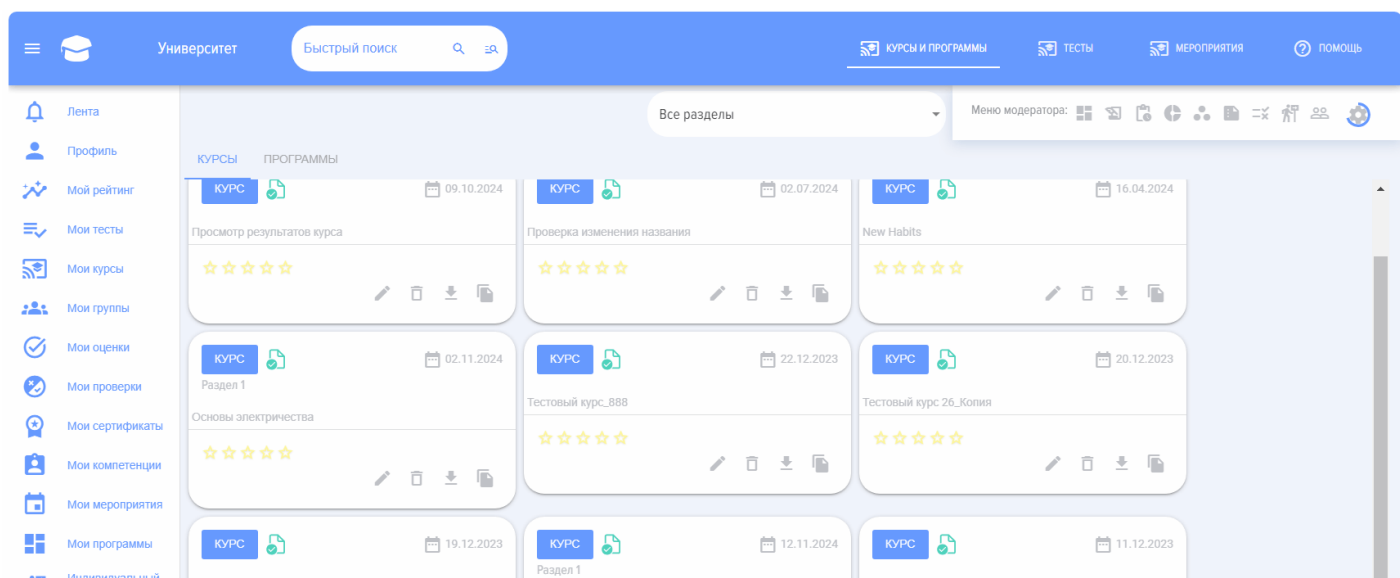 Университет
Быстрый поиск
КУРСЫ И ПРОГРАММЫ
ТЕСТЫ
МЕРОПРИЯТИЯ
ПОМОЩЬ
Лента
Профиль
Мой рейтинг
Мои тесты
Мои курсы
Мои группы
Мои оценки
Мои проверки
Мои сертификаты
Мои компетенции
Мои мероприятия
Мои программы
Индивидуальный
Все разделы
Меню модератора:
КУРСЫ ПРОГРАММЫ
КУРС 09.10.2024
Просмотр результатов курса
КУРС 02.07.2024
Проверка изменения названия
КУРС 16.04.2024
New Habits
КУРС 02.11.2024
Раздел 1
Основы электричества
КУРС 22.12.2023
Тестовый курс_888
КУРС 20.12.2023
Тестовый курс 26_Копия
КУРС 19.12.2023
КУРС 12.11.2024
Раздел 1
КУРС 11.12.2023